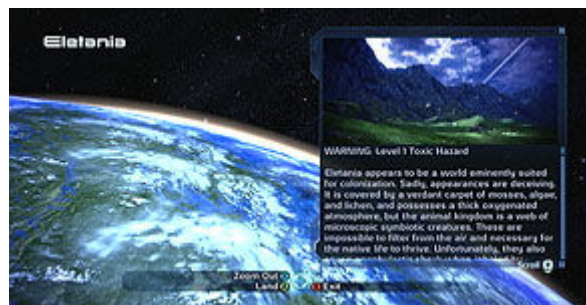 Eletania
WARNING: Level 1 Toxic Hazard
Eletania appears to be a world eminently suited
for colonization. Sadly, appearances are deceiving.
It is covered by a verdant carpet of mosses, algae,
and lichen, and possesses a thick oxygenated
atmosphere, but the animal kingdom is a web of
microscopic symbiotic creatures. These are
impossible to filter from the air and necessary for
the native life to thrive. Unfortunately, they also
Scroll
Zoom Out
Land
Exit